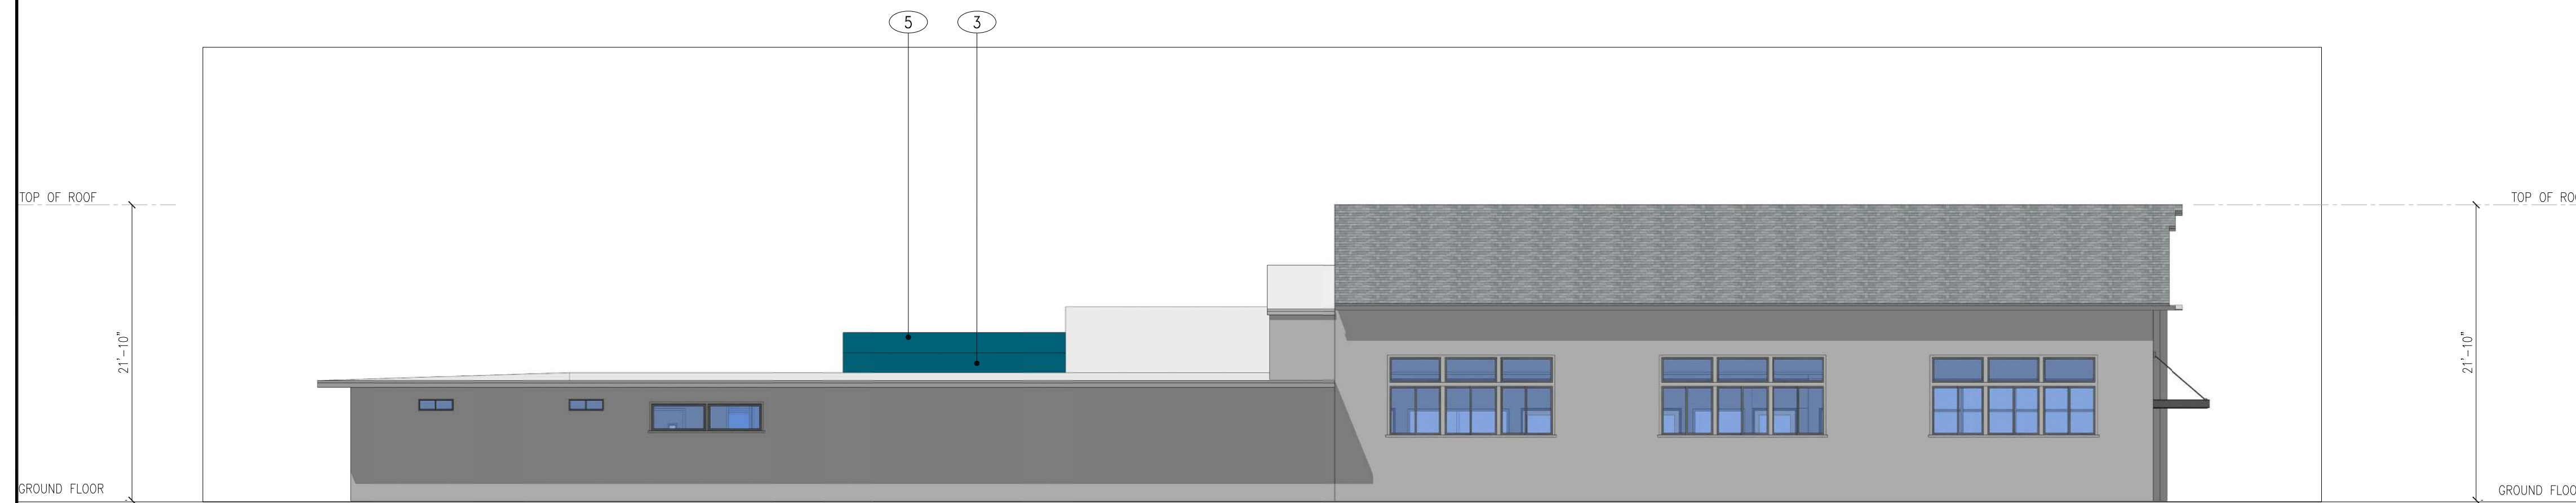 5 3
TOP OF ROOF
TOP OF RO
21'-10"
21'-10"
GROUND FLOOR
GROUND FLOO